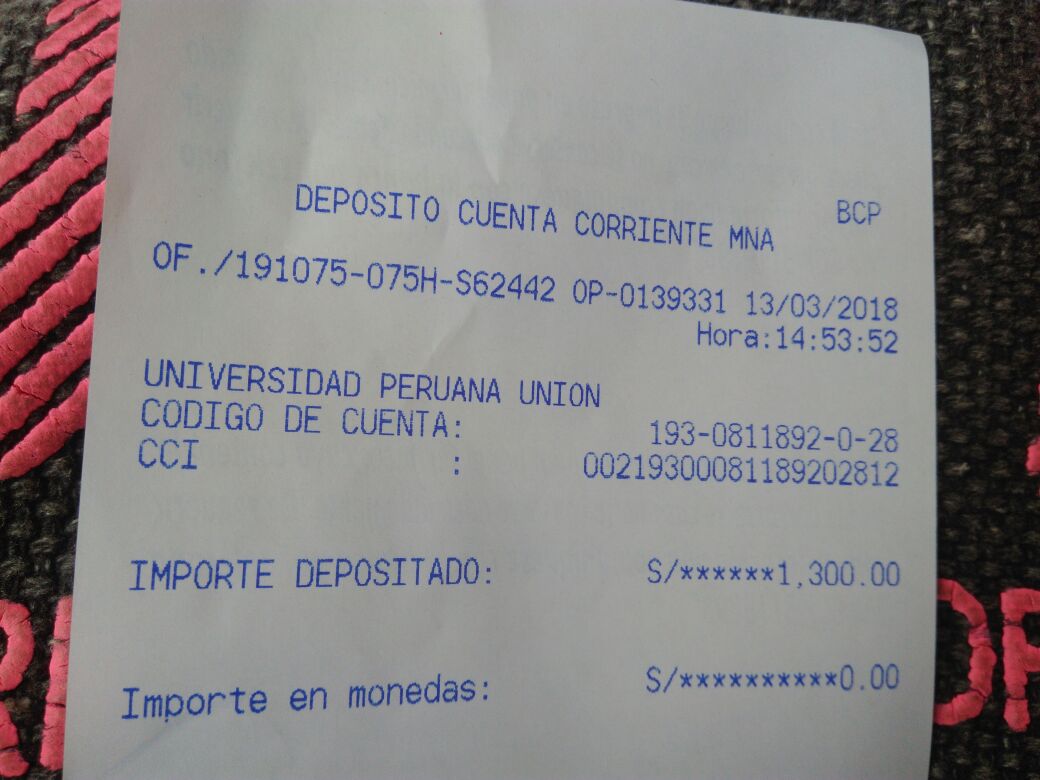 BCP
DEPOSITO CUENTA CORRIENTE MNA
OF./191075-075H-S62442 OP-0139331 13/03/2018
Hora:14:53:52
UNIVERSIDAD PERUANA UNION
CODIGO DE CUENTA: 193-0811892-0-28
CCI : 00219300081189202812
IMPORTE DEPOSITADO: S/******1,300.00
Importe en monedas: S/**********0.00